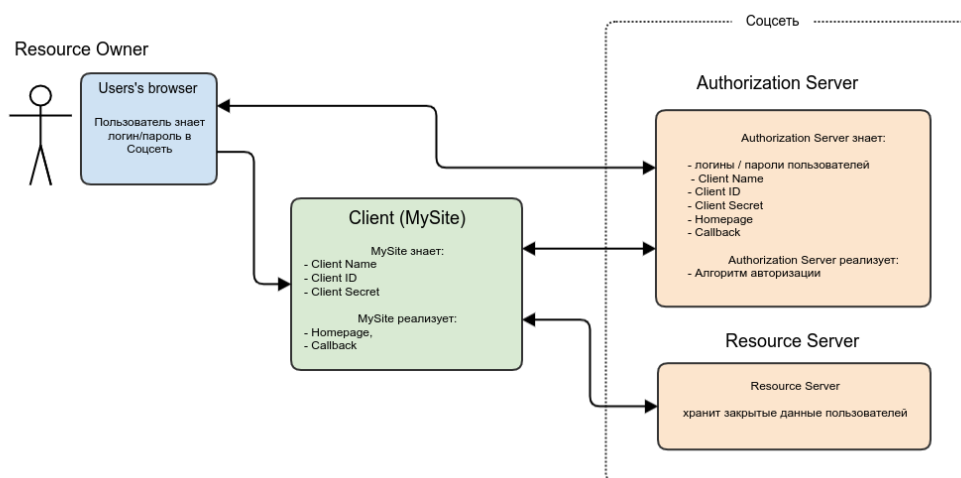 Соцсеть
Resource Owner
Users's browser
Пользователь знает
логин/пароль в
Соцсеть
Client (MySite)
MySite знает:
- Client Name
- Client ID
- Client Secret
MySite реализует:
- Homepage,
- Callback
Authorization Server
Authorization Server знает:
- логины / пароли пользователей
- Client Name
- Client ID
- Client Secret
- Homepage
- Callback
Authorization Server реализует:
- Алгоритм авторизации
Resource Server
Resource Server
хранит закрытые данные пользователей